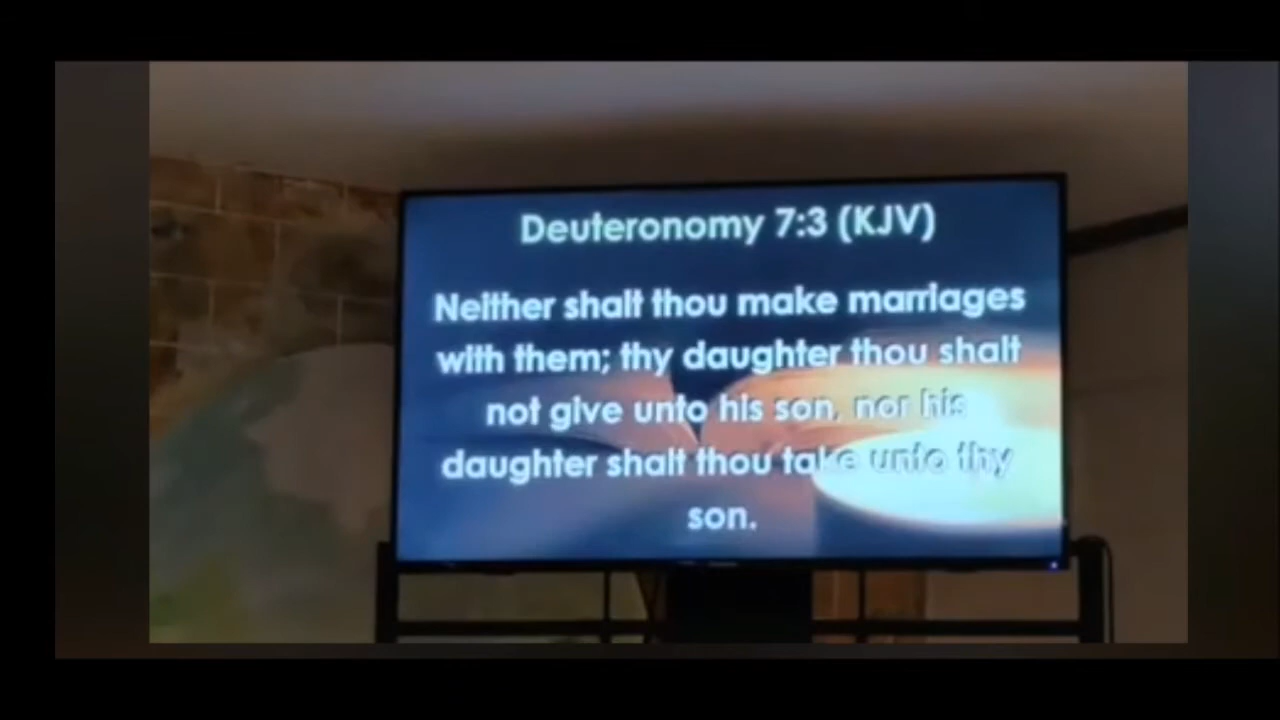 Deuteronomy 7:3 (KJV)
Neither shalt thou make marriages
with them; thy daughter thou shalt
not give unto his son, nor his
daughter shalt thou take unto thy
son.